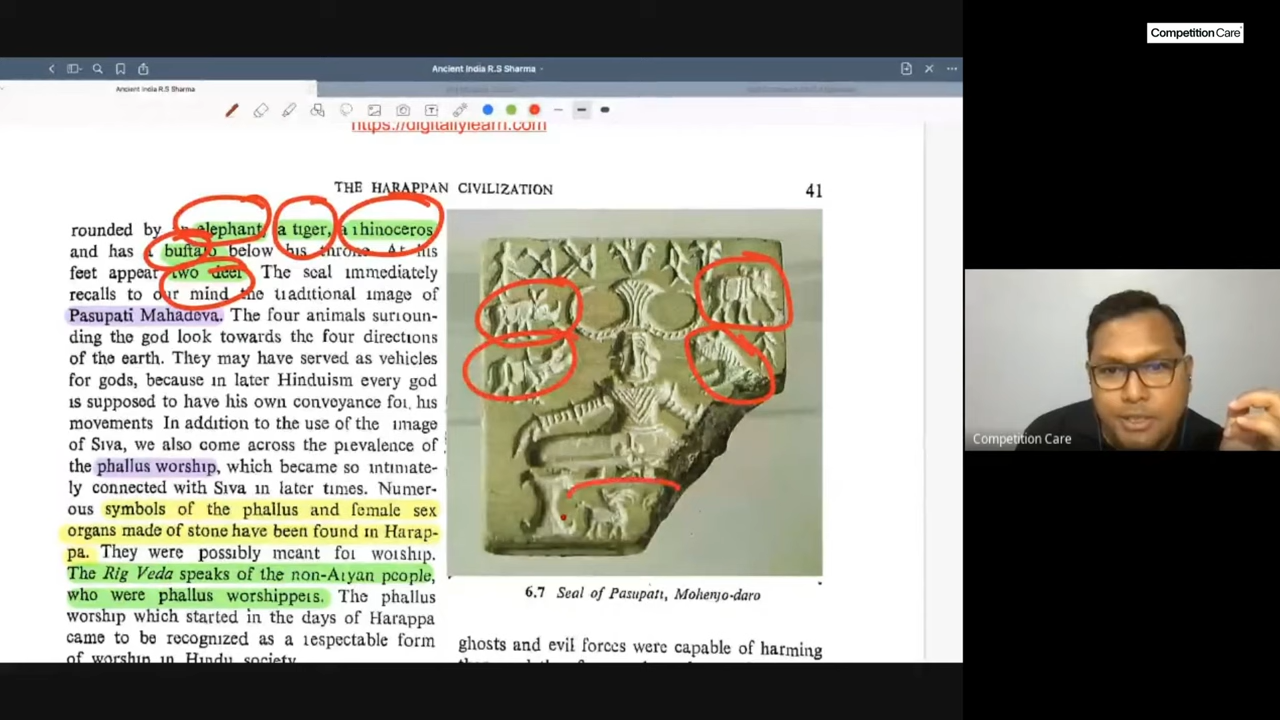 CompetitionCare
Ancient India R.S Sharma
Ancient India R.S Sharma
https://digitallylearn.com
THE HARAPPAN CIVILIZATION 41
rounded by elephant, a tiger, a rhinoceros
and has a buffalo below his throne. At his
feet appear two deer. The seal immediately
recalls to our mind the traditional image of
Pasupati Mahadeva. The four animals surroun-
ding the god look towards the four directions
of the earth. They may have served as vehicles
for gods, because in later Hinduism every god
is supposed to have his own conveyance for his
movements In addition to the use of the image
of Siva, we also come across the prevalence of
the phallus worship, which became so intimate-
ly connected with Siva in later times. Numer-
ous symbols of the phallus and female sex
organs made of stone have been found in Harap-
pa. They were possibly meant for worship.
The Rig Veda speaks of the non-Aryan people,
who were phallus worshippers. The phallus
worship which started in the days of Harappa
came to be recognized as a respectable form
of worship in Hindu society.
6.7 Seal of Pasupati, Mohenjo-daro
ghosts and evil forces were capable of harming
Competition Care